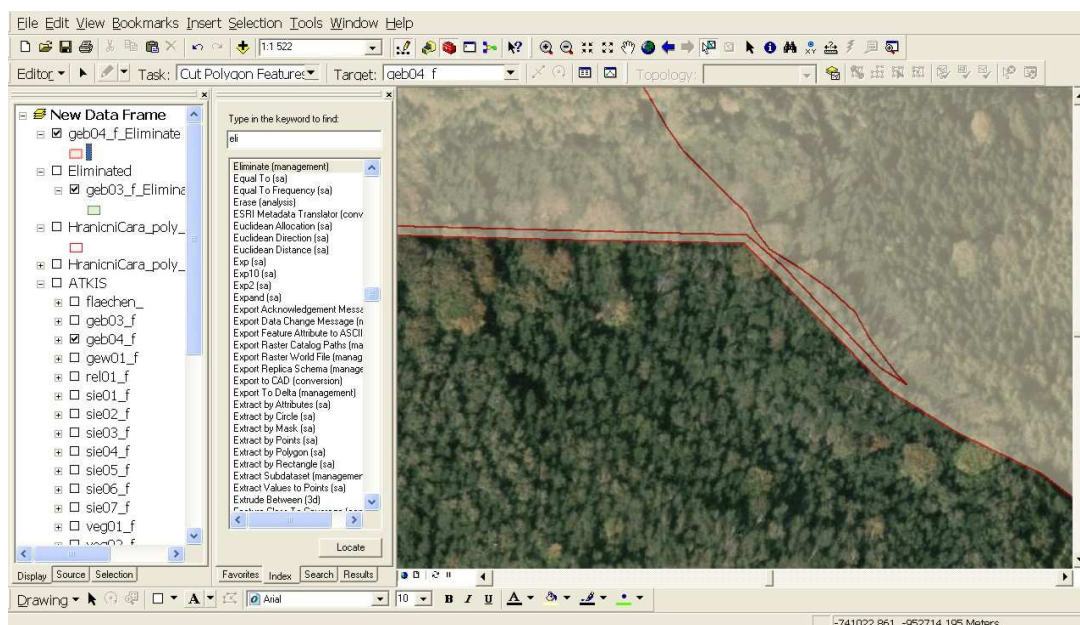 File Edit View Bookmarks Insert Selection Tools Window Help
1:1 522
Editor Task: Cut Polygon Features Target: geb04_f Topology:
New Data Frame
geb04_f_Eliminate
Eliminated
geb03_f_Elimina
HranicniCara_poly_
HranicniCara_poly_
ATKIS
flaechen_
geb03_f
geb04_f
gew01_f
rel01_f
sie01_f
sie02_f
sie03_f
sie04_f
sie05_f
sie06_f
sie07_f
veg01_f
Display Source Selection
Type in the keyword to find:
eli
Eliminate (management)
Equal To (sa)
Equal To Frequency (sa)
Erase (analysis)
ESRI Metadata Translator (conv
Euclidean Allocation (sa)
Euclidean Direction (sa)
Euclidean Distance (sa)
Exp (sa)
Exp10 (sa)
Exp2 (sa)
Expand (sa)
Export Acknowledgement Messa
Export Data Change Message (n
Export Feature Attribute to ASCII
Export Raster Catalog Paths (ma
Export Raster World File (manag
Export Replica Schema (manage
Export to CAD (conversion)
Export To Delta (management)
Extract by Attributes (sa)
Extract by Circle (sa)
Extract by Mask (sa)
Extract by Points (sa)
Extract by Polygon (sa)
Extract by Rectangle (sa)
Extract Subdataset (managemer
Extract Values to Points (sa)
Extrude Between (3d)
Locate
Favorites Index Search Results
Drawing A Arial 10 B I U A
-741022,861 -952714,195 Meters